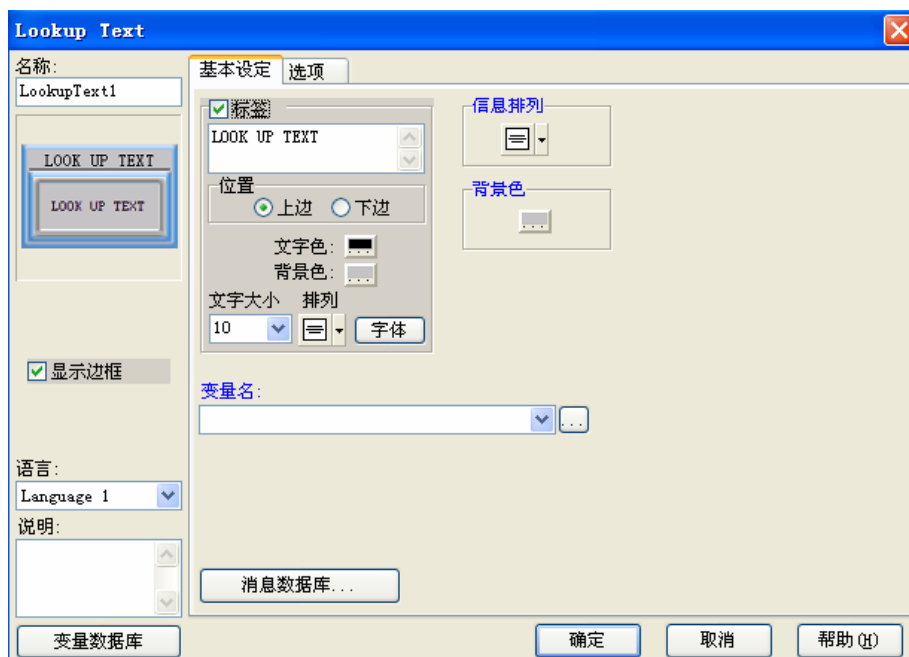 Lookup Text
名称:
LookupText1
LOOK UP TEXT
LOOK UP TEXT
显示边框
语言:
Language 1
说明:
变量数据库
基本设定 选项
标签
LOOK UP TEXT
位置
上边 下边
文字色: ...
背景色: ...
文字大小 排列
10 字体
信息排列
背景色
...
变量名:
...
消息数据库...
确定 取消 帮助(H)